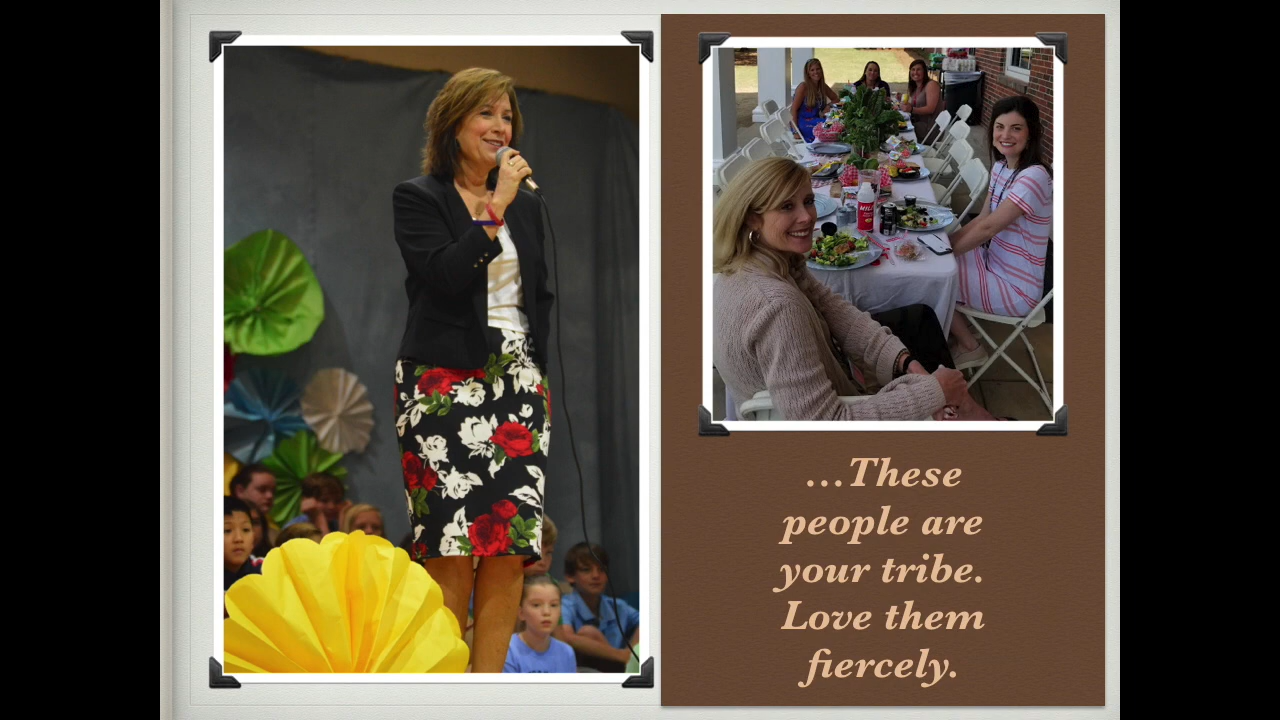 ...These
people are
your tribe.
Love them
fiercely.